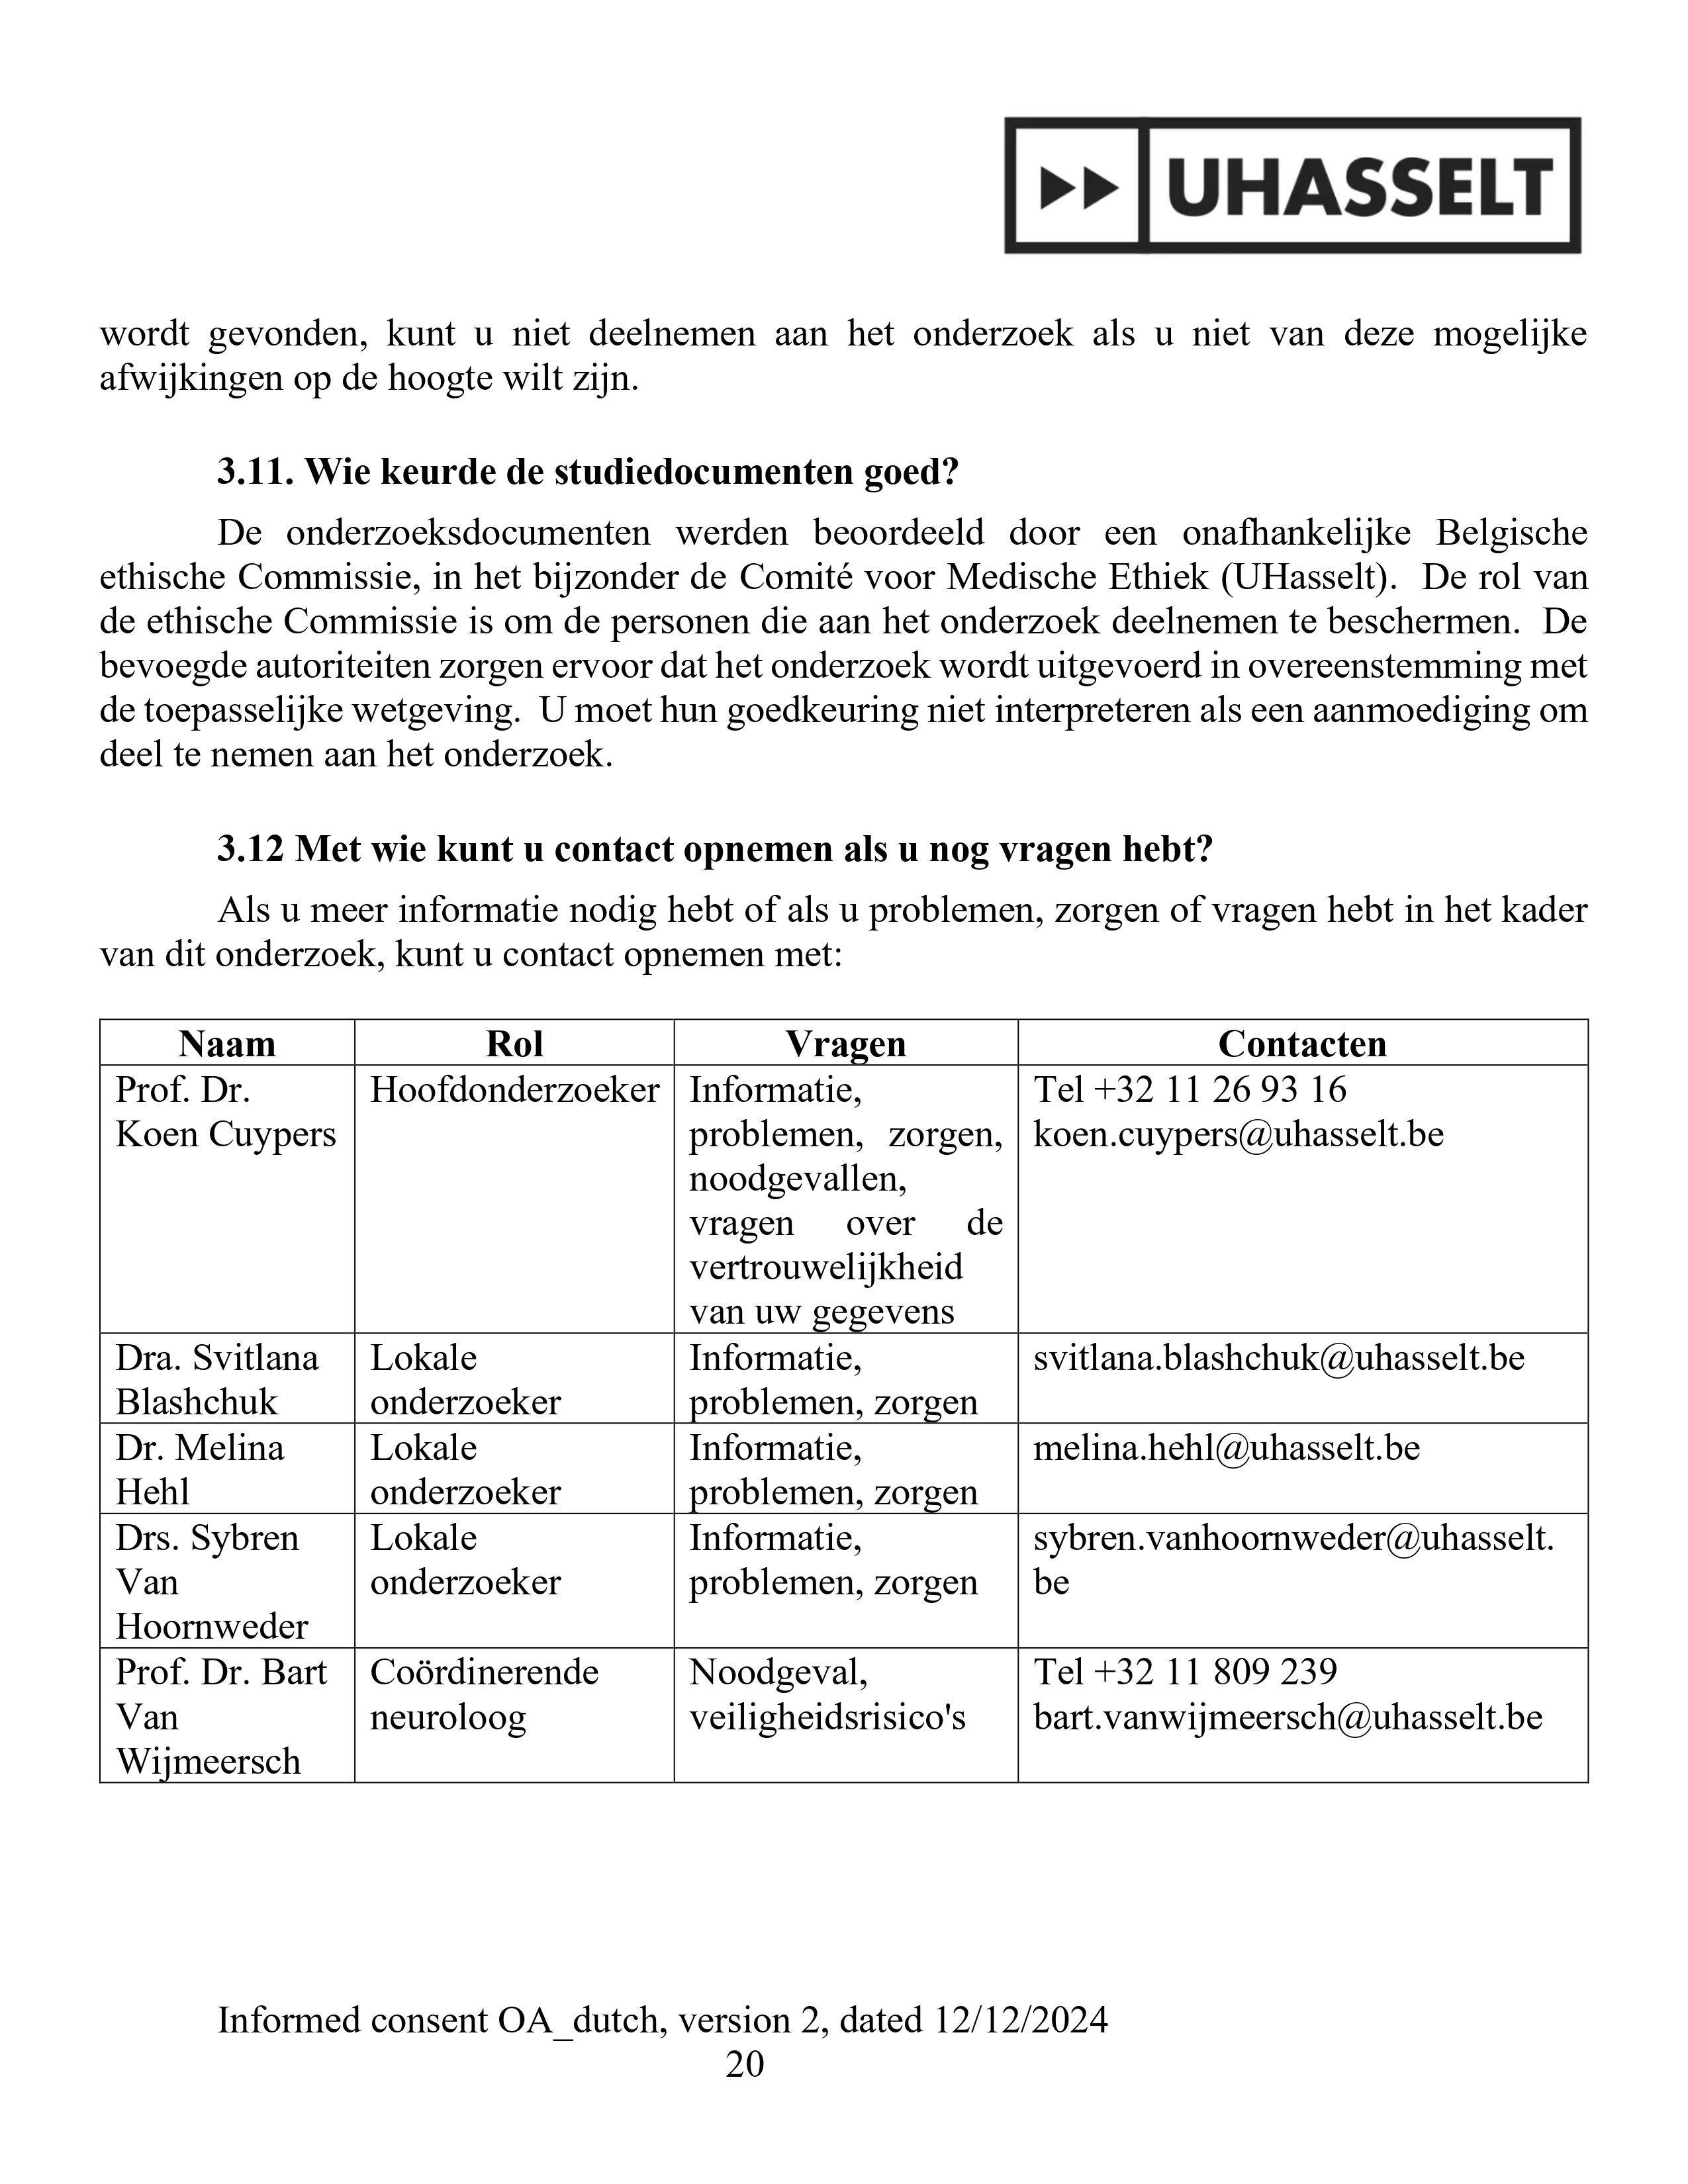 UHASSELT
wordt gevonden, kunt u niet deelnemen aan het onderzoek als u niet van deze mogelijke
afwijkingen op de hoogte wilt zijn.
3.11. Wie keurde de studiedocumenten goed?
De onderzoeksdocumenten werden beoordeeld door een onafhankelijke Belgische
ethische Commissie, in het bijzonder de Comité voor Medische Ethiek (UHasselt). De rol van
de ethische Commissie is om de personen die aan het onderzoek deelnemen te beschermen. De
bevoegde autoriteiten zorgen ervoor dat het onderzoek wordt uitgevoerd in overeenstemming met
de toepasselijke wetgeving. U moet hun goedkeuring niet interpreteren als een aanmoediging om
deel te nemen aan het onderzoek.
3.12 Met wie kunt u contact opnemen als u nog vragen hebt?
Als u meer informatie nodig hebt of als u problemen, zorgen of vragen hebt in het kader
van dit onderzoek, kunt u contact opnemen met:
Naam Rol Vragen Contacten
Prof. Dr. Hoofdonderzoeker Informatie, Tel +32 11 26 93 16
Koen Cuypers problemen, zorgen, koen.cuypers@uhasselt.be
noodgevallen,
vragen over de
vertrouwelijkheid
van uw gegevens
Dra. Svitlana Lokale Informatie, svitlana.blashchuk@uhasselt.be
Blashchuk onderzoeker problemen, zorgen
Dr. Melina Lokale Informatie, melina.hehl@uhasselt.be
Hehl onderzoeker problemen, zorgen
Drs. Sybren Lokale Informatie, sybren.vanhoornweder@uhasselt.
Van onderzoeker problemen, zorgen be
Hoornweder
Prof. Dr. Bart Coördinerende Noodgeval, Tel +32 11 809 239
Van neuroloog veiligheidsrisico's bart.vanwijmeersch@uhasselt.be
Wijmeersch
Informed consent OA_dutch, version 2, dated 12/12/2024
20